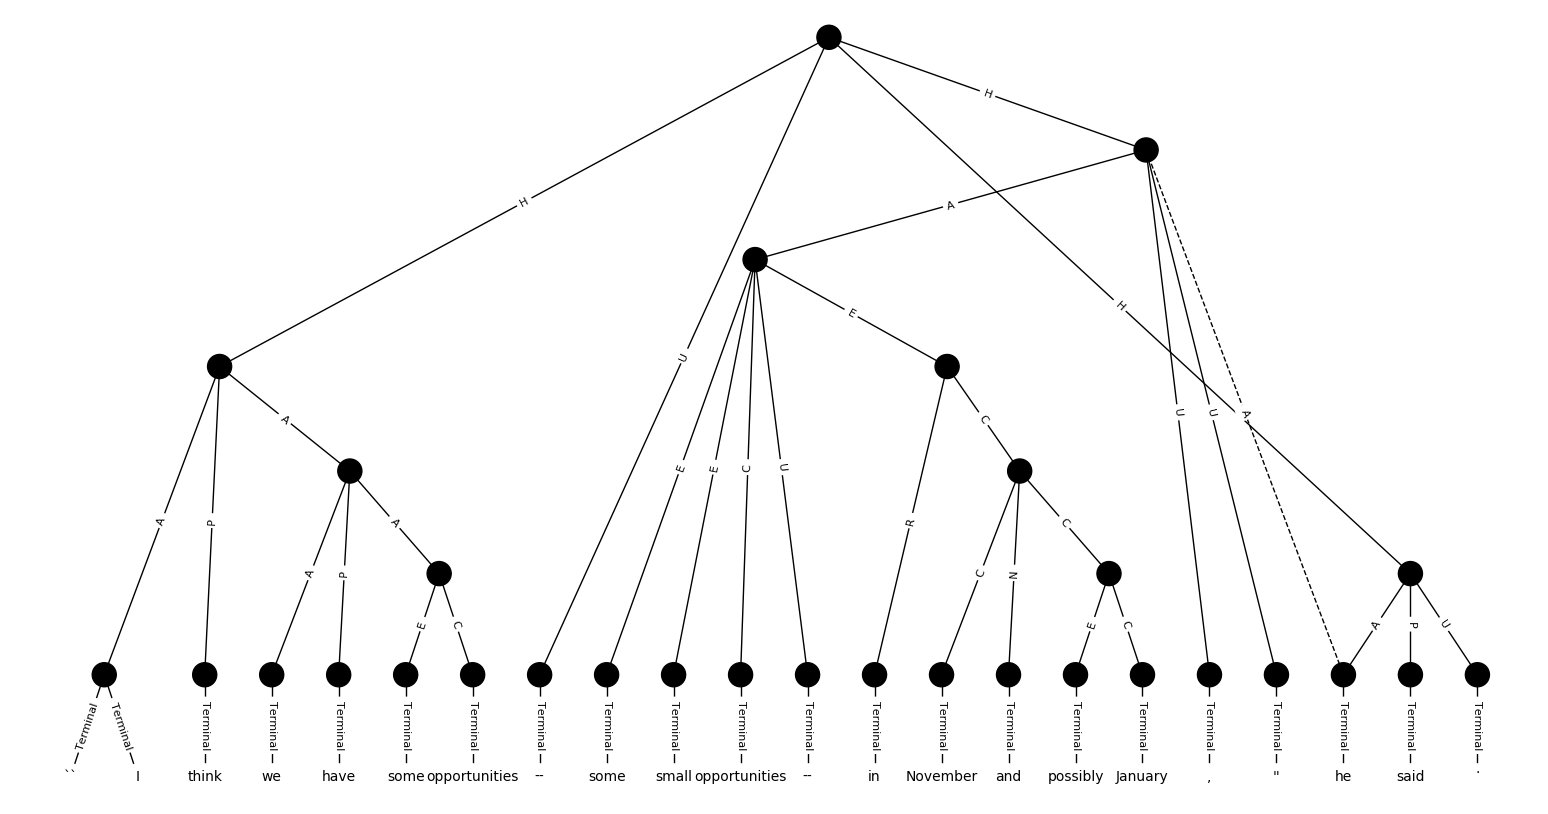 H
H
A
U
H
E
A
A
U
U
A
U
E
E
C
U
C
A
P
A
R
C
A
P
C
N
E
C
E
C
A
P
U
Terminal Terminal Terminal Terminal Terminal Terminal Terminal Terminal Terminal Terminal Terminal Terminal Terminal Terminal Terminal Terminal Terminal Terminal Terminal Terminal Terminal Terminal
`` I think we have some opportunities -- some small opportunities -- in November and possibly January , " he said .